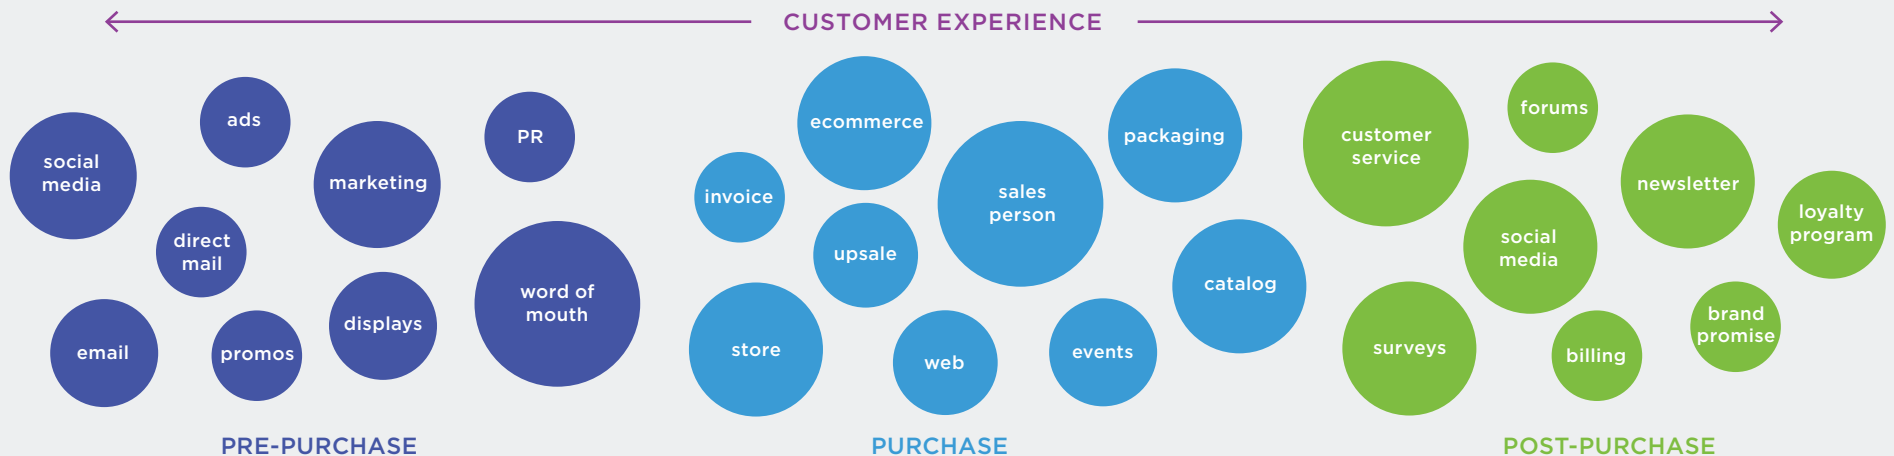 CUSTOMER EXPERIENCE
social
media
ads
direct
mail
email
promos
marketing
displays
PR
word of
mouth
PRE-PURCHASE
invoice
ecommerce
upsale
store
sales
person
web
packaging
catalog
events
PURCHASE
customer
service
forums
social
media
surveys
newsletter
billing
brand
promise
loyalty
program
POST-PURCHASE